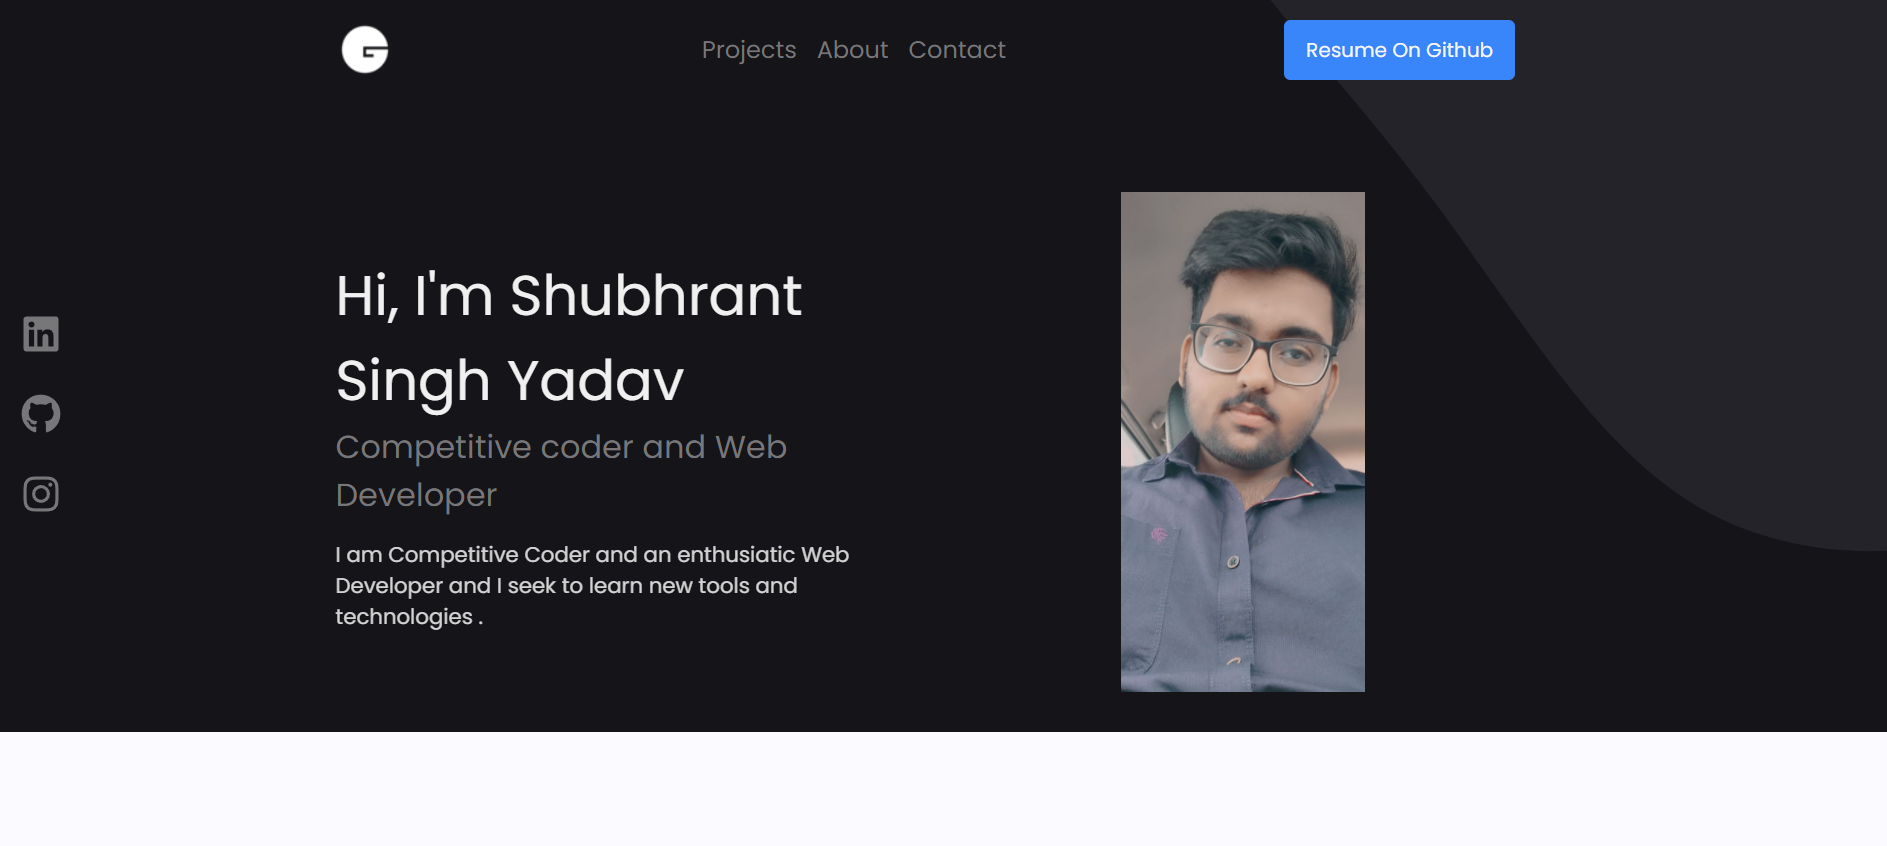 Projects About Contact
Resume On Github
Hi, I'm Shubhrant
Singh Yadav
Competitive coder and Web
Developer
I am Competitive Coder and an enthusiatic Web
Developer and I seek to learn new tools and
technologies .
in